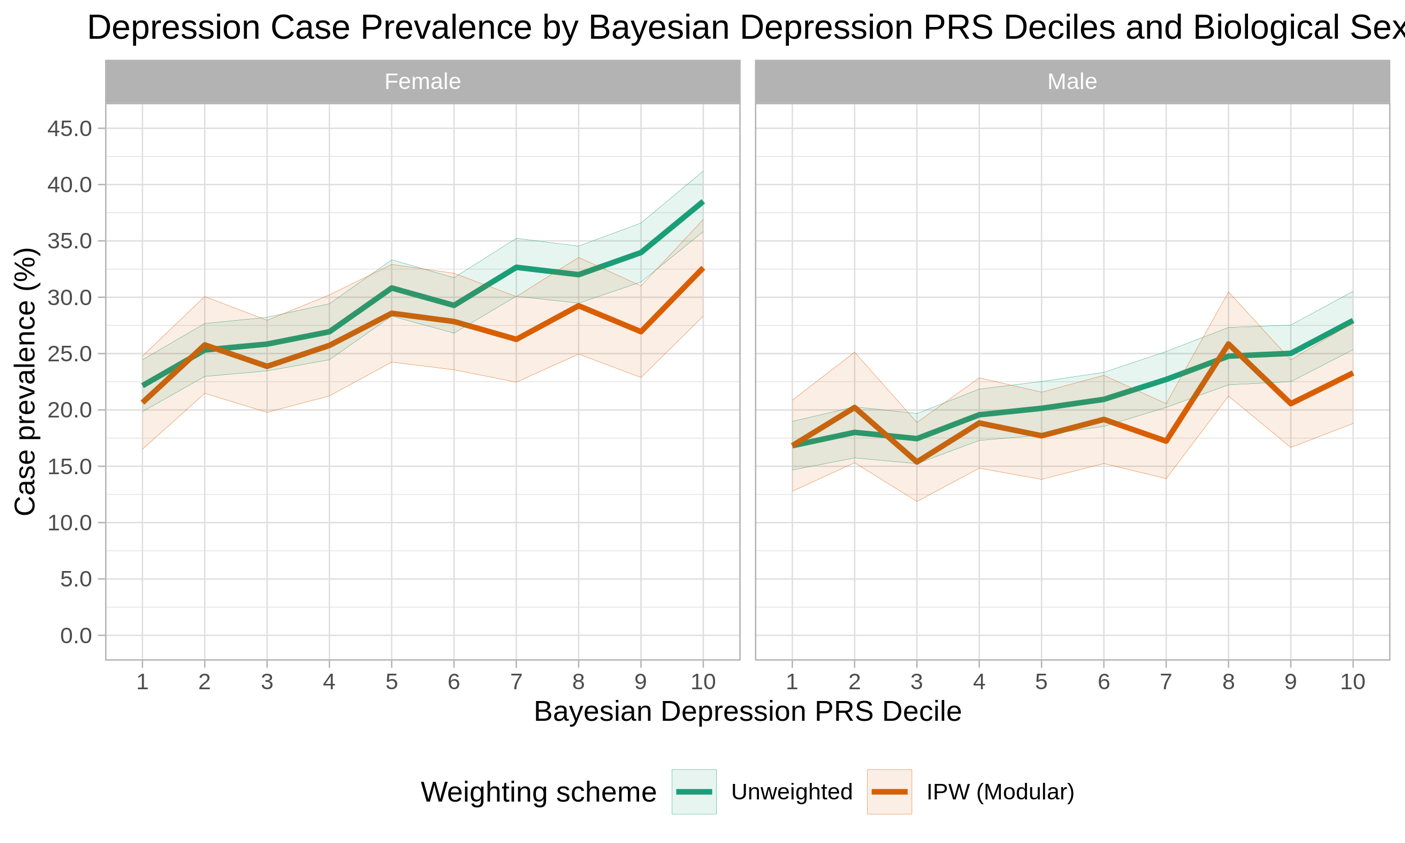 Depression Case Prevalence by Bayesian Depression PRS Deciles and Biological Sex
Female
Male
Case prevalence (%)
45.0
40.0
35.0
30.0
25.0
20.0
15.0
10.0
5.0
0.0
1 2 3 4 5 6 7 8 9 10
1 2 3 4 5 6 7 8 9 10
Bayesian Depression PRS Decile
Weighting scheme Unweighted IPW (Modular)